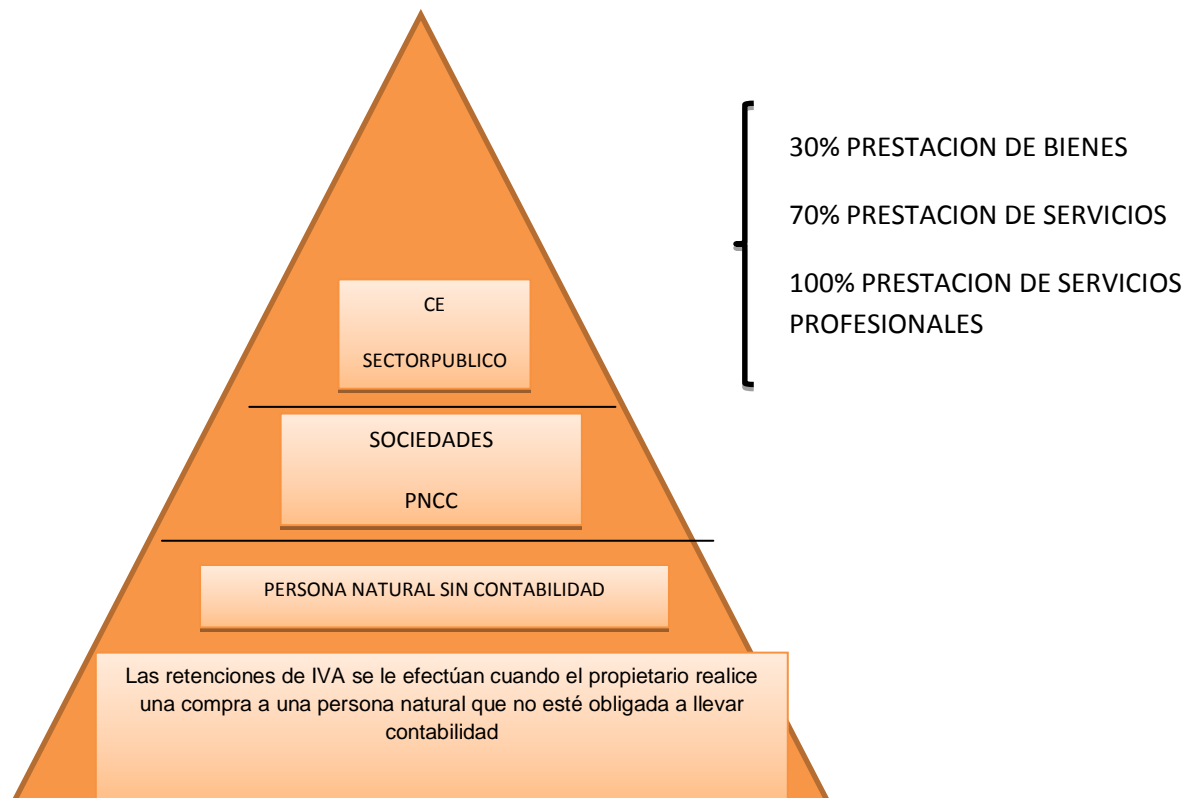 30% PRESTACION DE BIENES
70% PRESTACION DE SERVICIOS
100% PRESTACION DE SERVICIOS
PROFESIONALES
CE
SECTORPUBLICO
SOCIEDADES
PNCC
PERSONA NATURAL SIN CONTABILIDAD
Las retenciones de IVA se le efectúan cuando el propietario realice
una compra a una persona natural que no esté obligada a llevar
contabilidad